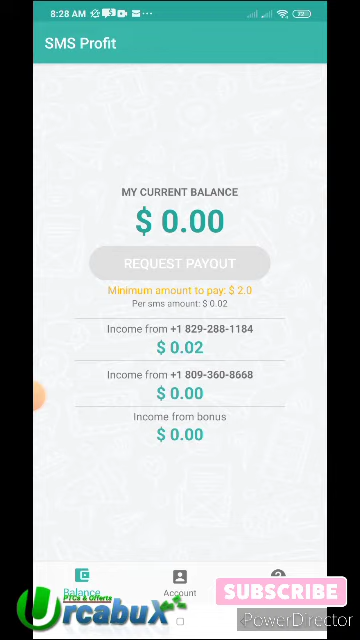 8:28 AM
73
SMS Profit
MY CURRENT BALANCE
$ 0.00
REQUEST PAYOUT
Minimum amount to pay: $ 2.0
Per sms amount: $ 0.02
Income from +1 829-288-1184
$ 0.02
Income from +1 809-360-8668
$ 0.00
Income from bonus
$ 0.00
Balance
Account
PTCs & Offerts
UrcabuX
SUBSCRIBE
PowerDirector